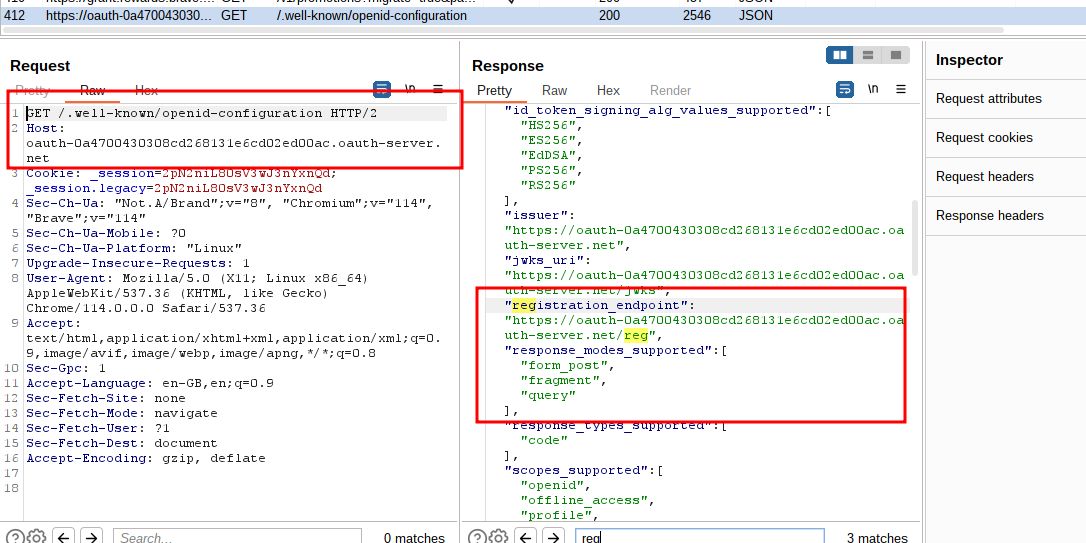 412 https://oauth-0a470043030... GET /.well-known/openid-configuration 200 2546 JSON
Request
Pretty Raw Hex
\n
1 GET /.well-known/openid-configuration HTTP/2
2 Host:
oauth-0a4700430308cd268131e6cd02ed00ac.oauth-server.
net
3 Cookie: _session=2pN2niL8OsV3wJ3nYxnQd;
_session.legacy=2pN2niL8OsV3wJ3nYxnQd
4 Sec-Ch-Ua: "Not.A/Brand";v="8", "Chromium";v="114",
"Brave";v="114"
5 Sec-Ch-Ua-Mobile: ?0
6 Sec-Ch-Ua-Platform: "Linux"
7 Upgrade-Insecure-Requests: 1
8 User-Agent: Mozilla/5.0 (X11; Linux x86_64)
AppleWebKit/537.36 (KHTML, like Gecko)
Chrome/114.0.0.0 Safari/537.36
9 Accept:
text/html,application/xhtml+xml,application/xml;q=0.
9,image/avif,image/webp,image/apng,*/*;q=0.8
10 Sec-Gpc: 1
11 Accept-Language: en-GB,en;q=0.9
12 Sec-Fetch-Site: none
13 Sec-Fetch-Mode: navigate
14 Sec-Fetch-User: ?1
15 Sec-Fetch-Dest: document
16 Accept-Encoding: gzip, deflate
17
18
Search...
0 matches
Response
Pretty Raw Hex Render
\n
"id_token_signing_alg_values_supported":[
"HS256",
"ES256",
"EdDSA",
"PS256",
"RS256"
],
"issuer":
"https://oauth-0a4700430308cd268131e6cd02ed00ac.oa
uth-server.net",
"jwks_uri":
"https://oauth-0a4700430308cd268131e6cd02ed00ac.oa
uth-server.net/jwks",
"registration_endpoint":
"https://oauth-0a4700430308cd268131e6cd02ed00ac.oa
uth-server.net/reg",
"response_modes_supported":[
"form_post",
"fragment",
"query"
],
"response_types_supported":[
"code"
],
"scopes_supported":[
"openid",
"offline_access",
"profile",
reg
3 matches
Inspector
Request attributes
Request cookies
Request headers
Response headers